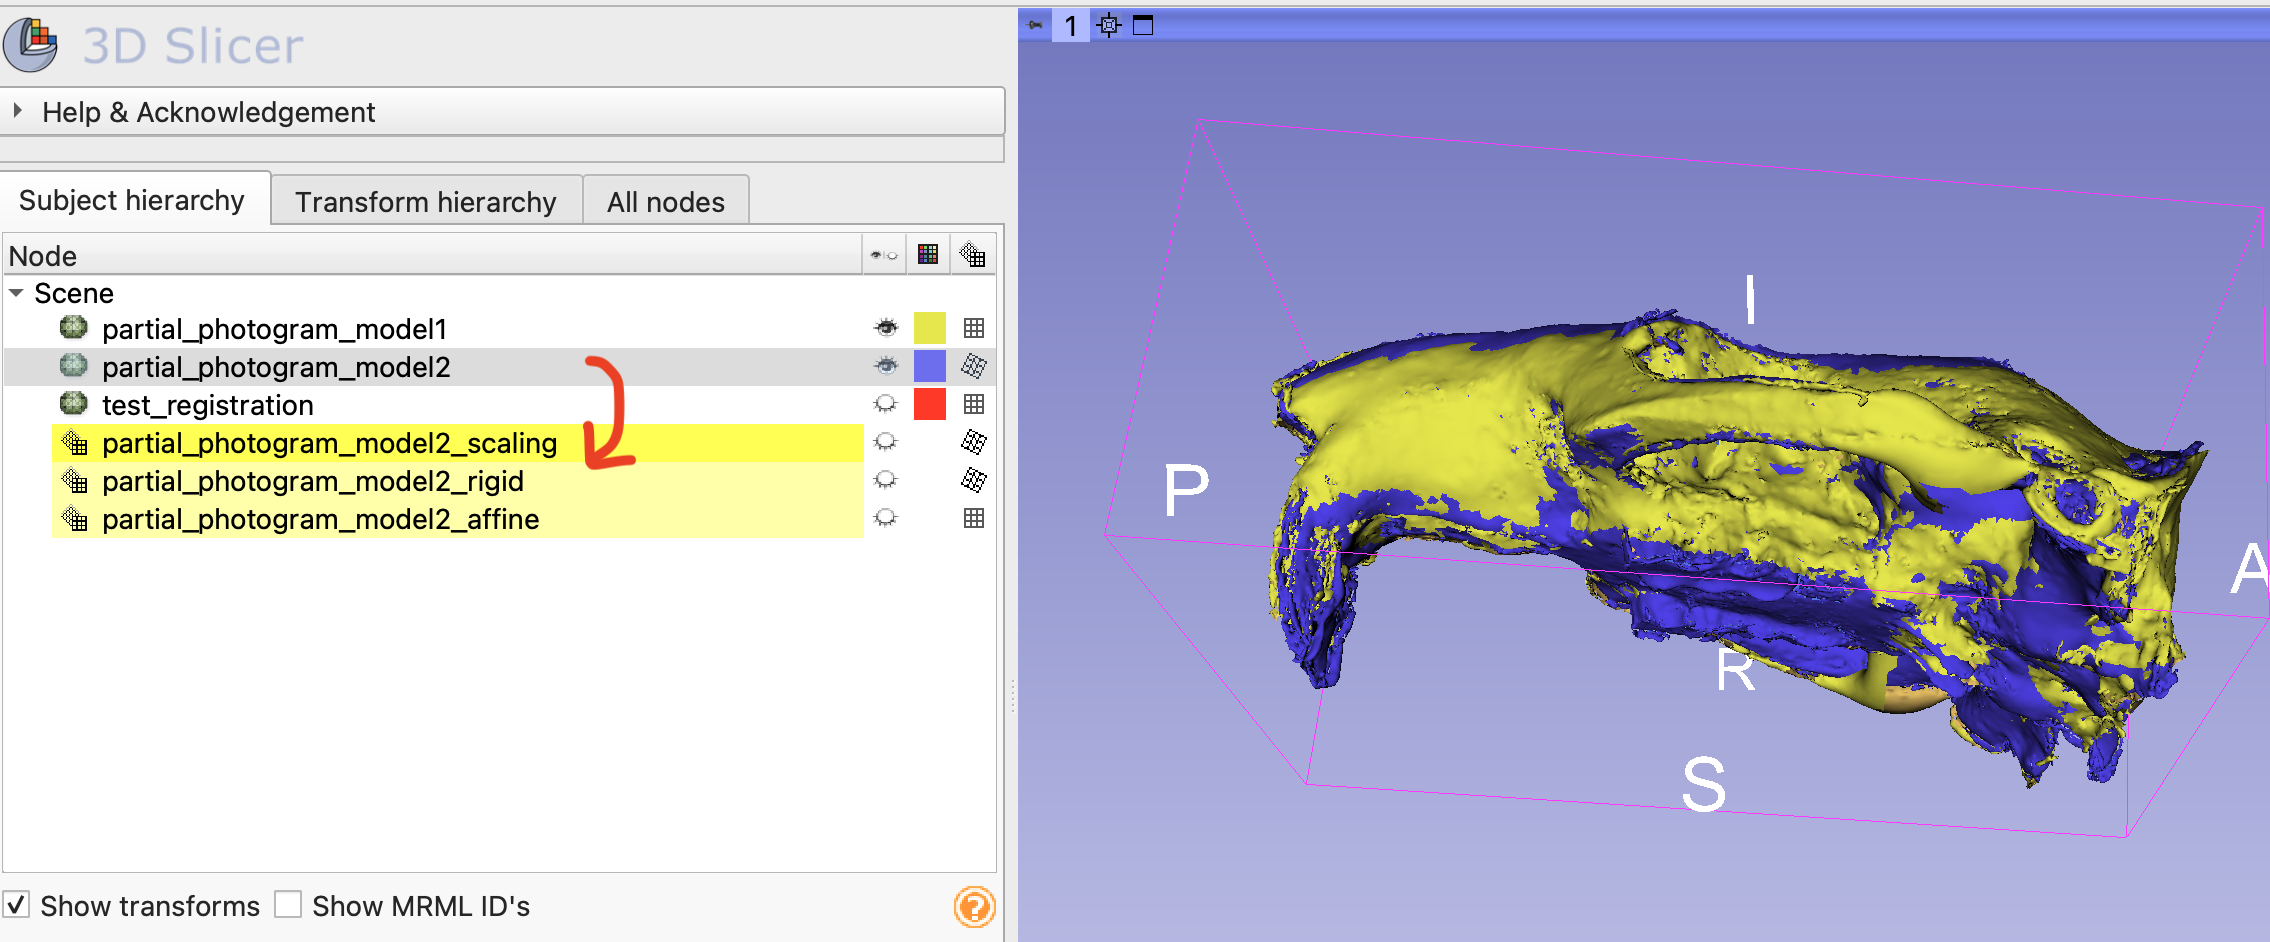 3D Slicer
Help & Acknowledgement
Subject hierarchy
Transform hierarchy
All nodes
Node
Scene
partial_photogram_model1
partial_photogram_model2
test_registration
partial_photogram_model2_scaling
partial_photogram_model2_rigid
partial_photogram_model2_affine
Show transforms
Show MRML ID's
?
1
I
P
A
R
S